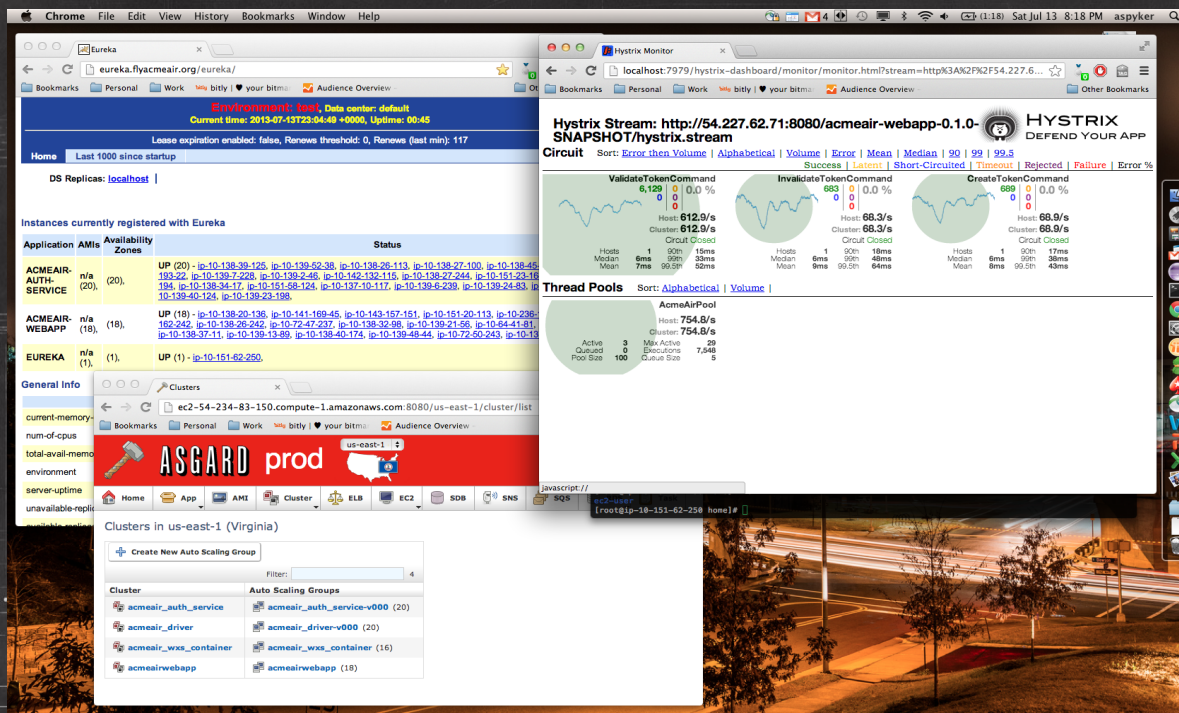 Chrome File Edit View History Bookmarks Window Help
4 (1:18) Sat Jul 13 8:18 PM aspyker
Eureka
eureka.flyacmeair.org/eureka/
Bookmarks Personal Work bitly | ♥ your bitma Audience Overview
Environment: test, Data center: default
Current time: 2013-07-13T23:04:49 +0000, Uptime: 00:45
Lease expiration enabled: false, Renews threshold: 0, Renews (last min): 117
Home Last 1000 since startup
DS Replicas: localhost |
Instances currently registered with Eureka
Application AMIs Availability Zones Status
ACMEAIR-AUTH-SERVICE n/a (20), (20),
UP (20) - ip-10-138-39-125, ip-10-139-52-38, ip-10-138-26-113, ip-10-138-27-100, ip-10-138-45-
193-22, ip-10-139-7-228, ip-10-139-2-46, ip-10-142-132-115, ip-10-138-27-244, ip-10-151-23-16
194, ip-10-138-34-17, ip-10-151-58-124, ip-10-137-10-117, ip-10-139-6-239, ip-10-139-24-83, ip
10-139-40-124, ip-10-139-23-198,
ACMEAIR-WEBAPP n/a (18), (18),
UP (18) - ip-10-138-20-136, ip-10-141-169-45, ip-10-143-157-151, ip-10-151-20-113, ip-10-236-
162-242, ip-10-138-26-242, ip-10-72-47-237, ip-10-138-32-98, ip-10-139-21-56, ip-10-64-41-81,
ip-10-138-37-11, ip-10-139-13-89, ip-10-138-40-174, ip-10-139-48-44, ip-10-72-50-243, ip-10-13
EUREKA n/a (1), (1), UP (1) - ip-10-151-62-250,
General Info
current-memory-
num-of-cpus
total-avail-memo
environment
server-uptime
unavailable-replic
available-replicas
Hystrix Monitor
localhost:7979/hystrix-dashboard/monitor/monitor.html?stream=http%3A%2F%2F54.227.6...
Bookmarks Personal Work bitly | ♥ your bitma Audience Overview Other Bookmarks
Hystrix Stream: http://54.227.62.71:8080/acmeair-webapp-0.1.0-
SNAPSHOT/hystrix.stream
HYSTRIX
DEFEND YOUR APP
Circuit Sort: Error then Volume | Alphabetical | Volume | Error | Mean | Median | 90 | 99 | 99.5
Success | Latent | Short-Circuited | Timeout | Rejected | Failure | Error %
ValidateTokenCommand
6,129 0 0.0 %
0 0
0
Host: 612.9/s
Cluster: 612.9/s
Circuit Closed
Hosts 1 90th 15ms
Median 6ms 99th 33ms
Mean 7ms 99.5th 52ms
InvalidateTokenCommand
683 0 0.0 %
0 0
0
Host: 68.3/s
Cluster: 68.3/s
Circuit Closed
Hosts 1 90th 18ms
Median 6ms 99th 48ms
Mean 9ms 99.5th 64ms
CreateTokenCommand
689 0 0.0 %
0 0
0
Host: 68.9/s
Cluster: 68.9/s
Circuit Closed
Hosts 1 90th 17ms
Median 6ms 99th 38ms
Mean 8ms 99.5th 43ms
Thread Pools Sort: Alphabetical | Volume |
AcmeAirPool
Host: 754.8/s
Cluster: 754.8/s
Active 3 Max Active 29
Queued 0 Executions 7,548
Pool Size 100 Queue Size 5
javascript://
ec2-user
[root@ip-10-151-62-250 home]#
Clusters
ec2-54-234-83-150.compute-1.amazonaws.com:8080/us-east-1/cluster/list
Bookmarks Personal Work bitly | ♥ your bitma Audience Overview
ASGARD prod us-east-1
Home App AMI Cluster ELB EC2 SDB SNS SQS
Clusters in us-east-1 (Virginia)
Create New Auto Scaling Group
Filter: 4
Cluster Auto Scaling Groups
acmeair_auth_service acmeair_auth_service-v000 (20)
acmeair_driver acmeair_driver-v000 (20)
acmeair_wxs_container acmeair_wxs_container (16)
acmeairwebapp acmeairwebapp (18)